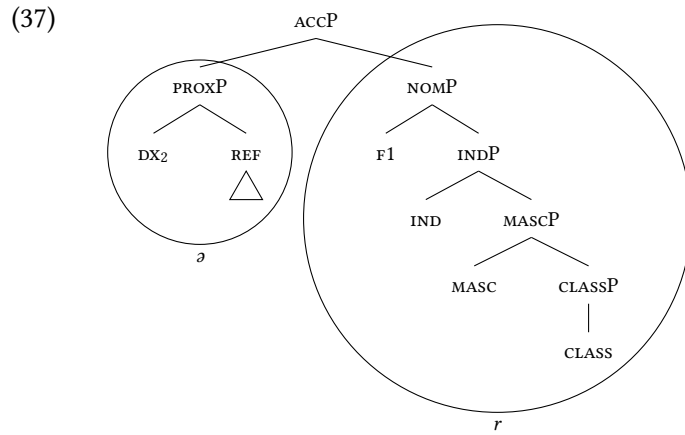 (37)
ACCP
PROXP NOMP
DX2 REF F1 INDP
IND MASCP
ə
MASC CLASSP
CLASS
r